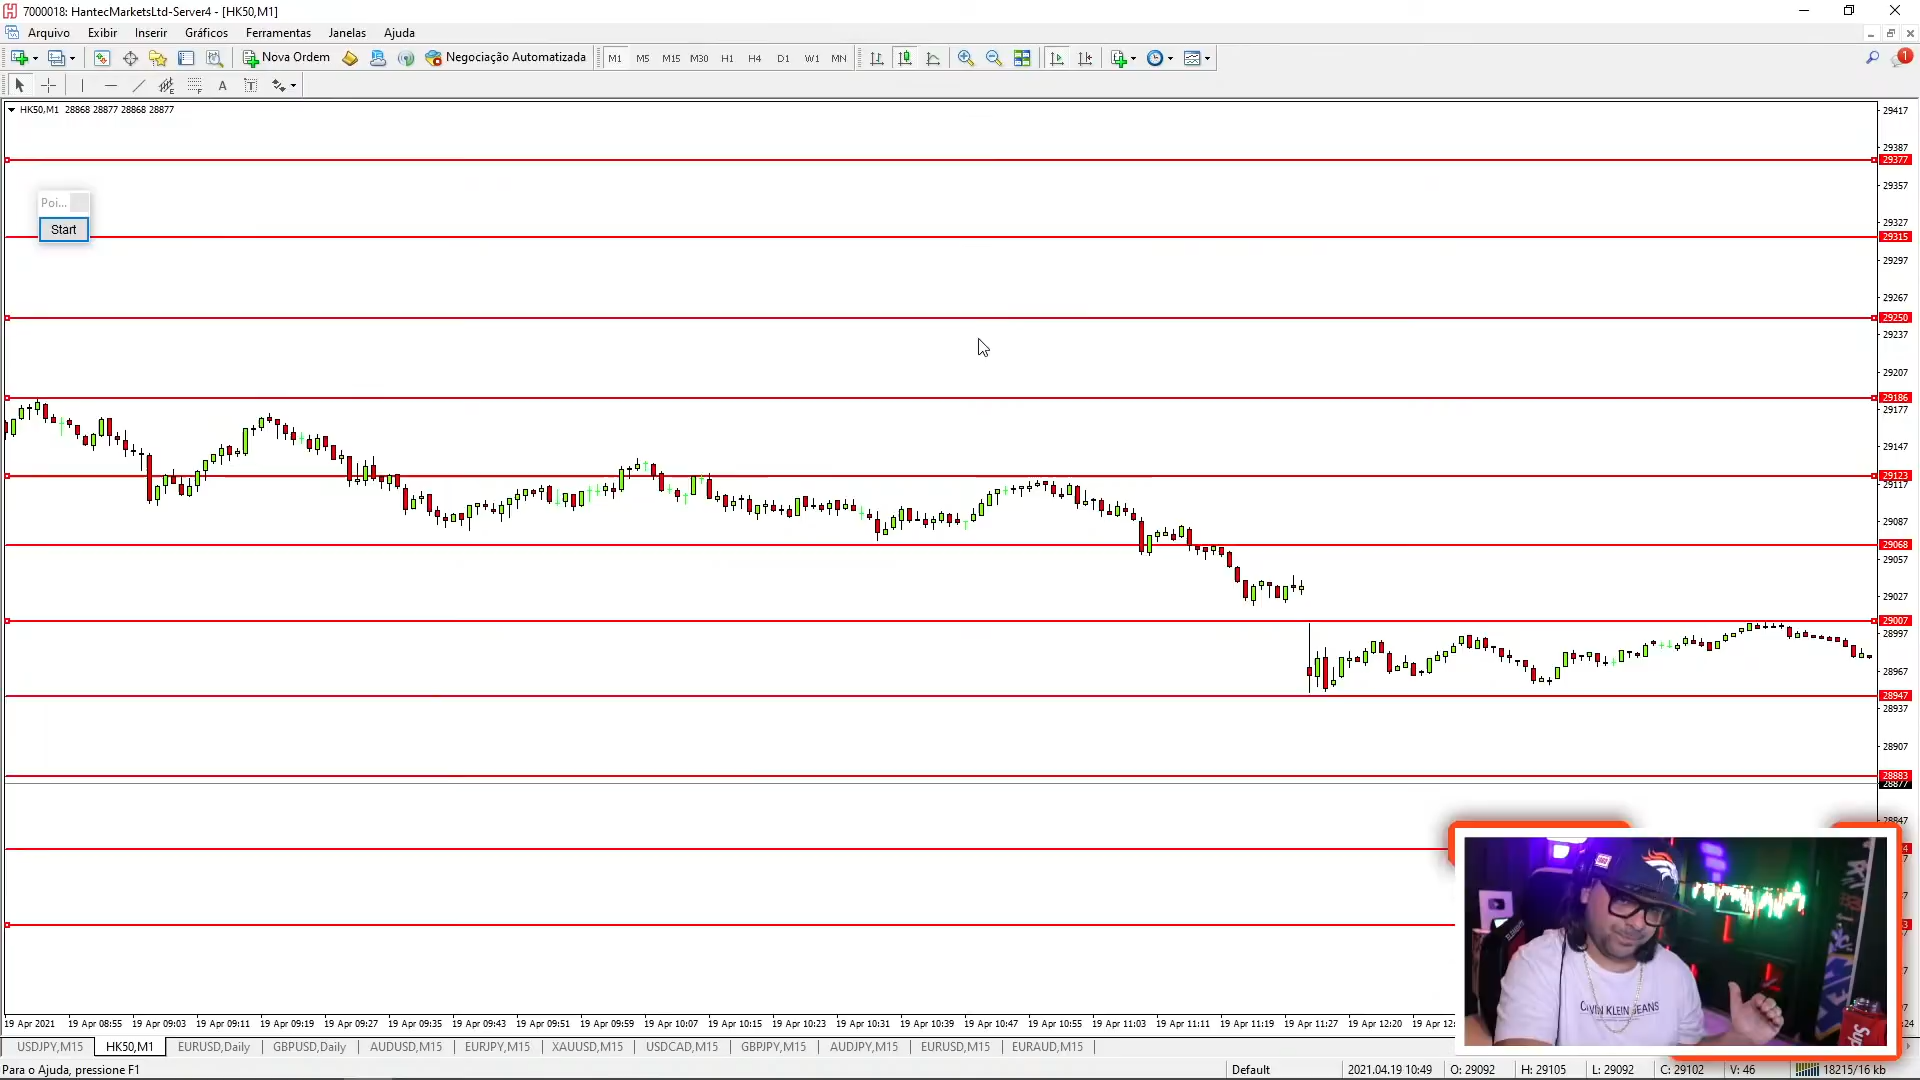 7000018: HantecMarketsLtd-Server4 - [HK50,M1]
Arquivo Exibir Inserir Gráficos Ferramentas Janelas Ajuda
Nova Ordem Negociação Automatizada M1 M5 M15 M30 H1 H4 D1 W1 MN 1
A T
HK50,M1 28868 28877 28868 28877
29417
29387
29377
29357
Poi...
29327
Start
29315
29297
29267
29250
29237
29207
29186
29177
29147
29123
29117
29087
29068
29057
29027
29007
28997
28967
28947
28937
28907
28883
28877
28847
CALVIN KLEIN JEANS
19 Apr 2021 19 Apr 08:55 19 Apr 09:03 19 Apr 09:11 19 Apr 09:19 19 Apr 09:27 19 Apr 09:35 19 Apr 09:43 19 Apr 09:51 19 Apr 09:59 19 Apr 10:07 19 Apr 10:15 19 Apr 10:23 19 Apr 10:31 19 Apr 10:39 19 Apr 10:47 19 Apr 10:55 19 Apr 11:03 19 Apr 11:11 19 Apr 11:19 19 Apr 11:27 19 Apr 12:20 19 Apr 12:
USDJPY,M15 HK50,M1 EURUSD,Daily GBPUSD,Daily AUDUSD,M15 EURJPY,M15 XAUUSD,M15 USDCAD,M15 GBPJPY,M15 AUDJPY,M15 EURUSD,M15 EURAUD,M15
Para o Ajuda, pressione F1 Default 2021.04.19 10:49 O: 29092 H: 29105 L: 29092 C: 29102 V: 46 18215/16 kb